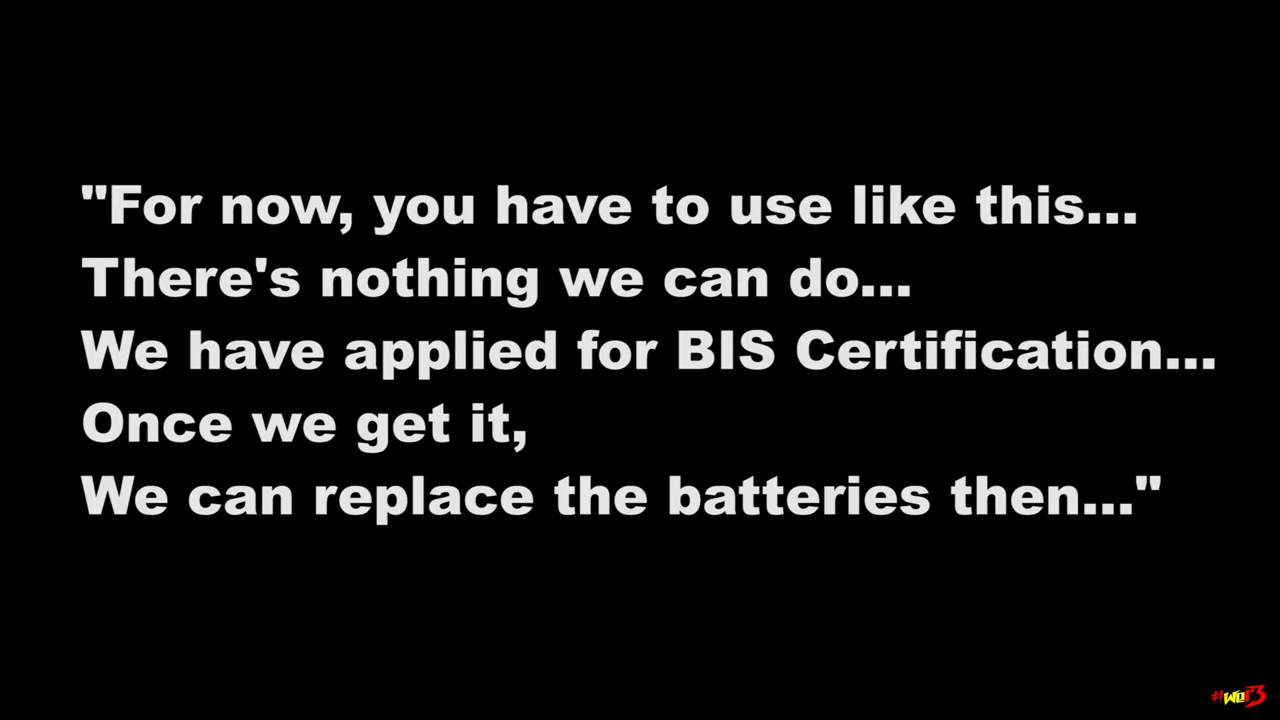 "For now, you have to use like this...
There's nothing we can do...
We have applied for BIS Certification...
Once we get it,
We can replace the batteries then..."